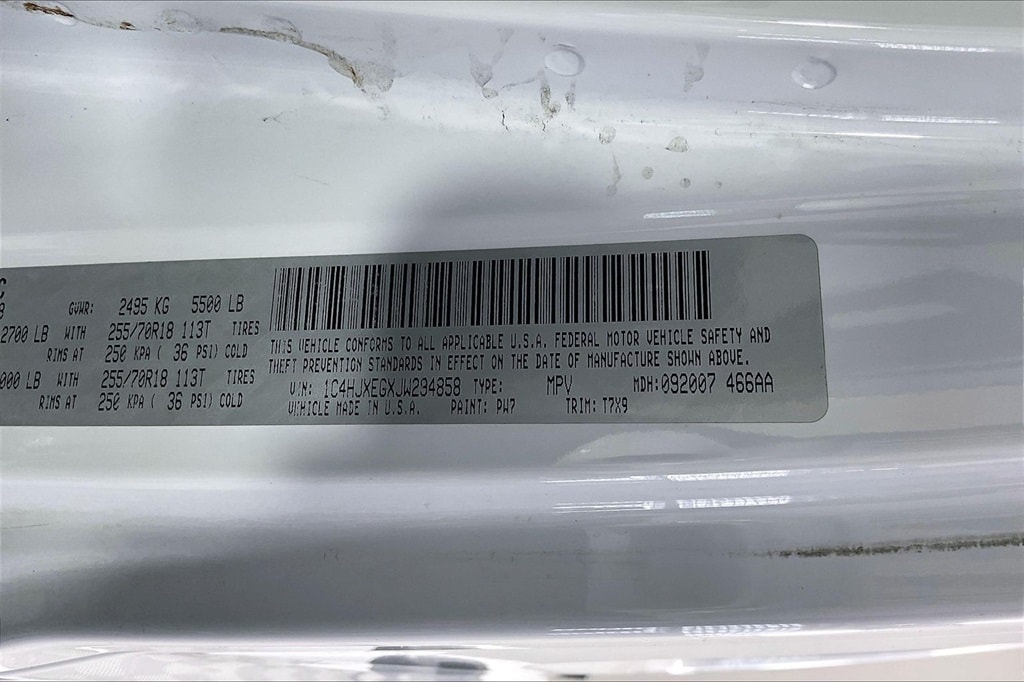 GVWR: 2495 KG 5500 LB
2700 LB WITH 255/70R18 113T TIRES
RIMS AT 250 KPA ( 36 PSI) COLD
000 LB WITH 255/70R18 113T TIRES
RIMS AT 250 KPA ( 36 PSI) COLD
THIS VEHICLE CONFORMS TO ALL APPLICABLE U.S.A. FEDERAL MOTOR VEHICLE SAFETY AND
THEFT PREVENTION STANDARDS IN EFFECT ON THE DATE OF MANUFACTURE SHOWN ABOVE.
VIN: 1C4HJXEGXJW234858 TYPE: MPV MDH:092007 466AA
VEHICLE MADE IN U.S.A. PAINT: PW7 TRIM: T7X9